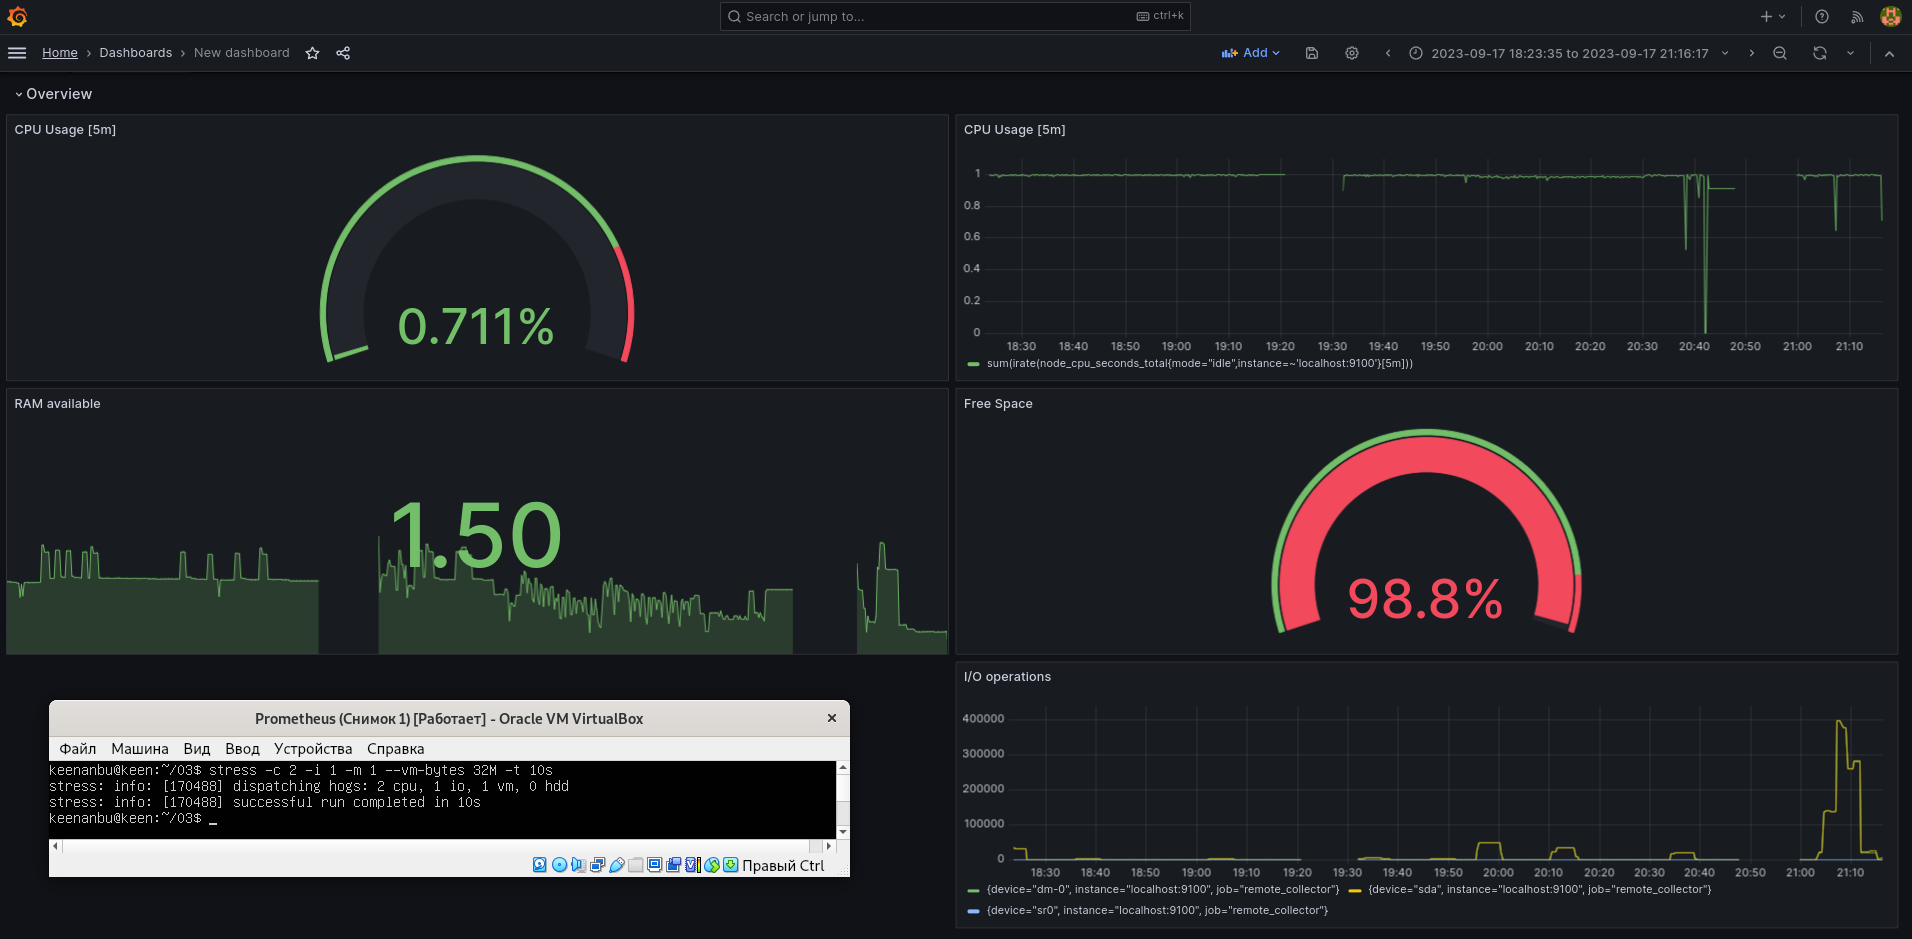 Search or jump to...
ctrl+k
Home › Dashboards › New dashboard
Add
2023-09-17 18:23:35 to 2023-09-17 21:16:17
Overview
CPU Usage [5m]
0.711%
CPU Usage [5m]
1
0.8
0.6
0.4
0.2
0
18:30 18:40 18:50 19:00 19:10 19:20 19:30 19:40 19:50 20:00 20:10 20:20 20:30 20:40 20:50 21:00 21:10
sum(irate(node_cpu_seconds_total{mode="idle",instance=~'localhost:9100'}[5m]))
RAM available
1.50
Free Space
98.8%
I/O operations
400000
300000
200000
100000
0
18:30 18:40 18:50 19:00 19:10 19:20 19:30 19:40 19:50 20:00 20:10 20:20 20:30 20:40 20:50 21:00 21:10
{device="dm-0", instance="localhost:9100", job="remote_collector"} {device="sda", instance="localhost:9100", job="remote_collector"}
{device="sr0", instance="localhost:9100", job="remote_collector"}
Prometheus (Снимок 1) [Работает] - Oracle VM VirtualBox
Файл Машина Вид Ввод Устройства Справка
keenanbu@keen:~/03$ stress -c 2 -i 1 -m 1 --vm-bytes 32M -t 10s
stress: info: [170488] dispatching hogs: 2 cpu, 1 io, 1 vm, 0 hdd
stress: info: [170488] successful run completed in 10s
keenanbu@keen:~/03$ _
Правый Ctrl